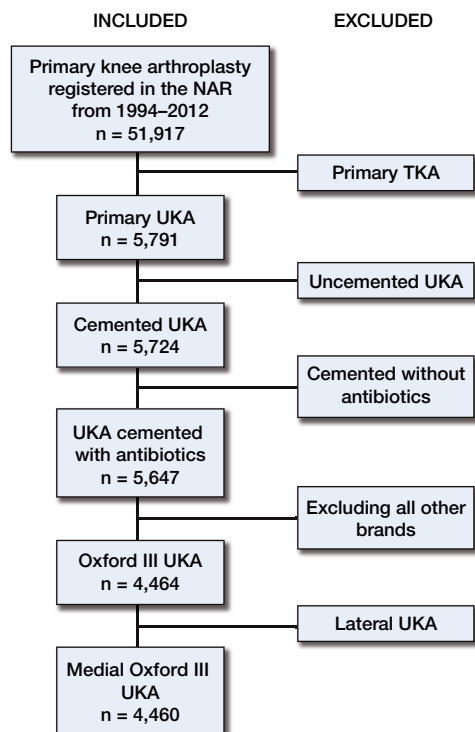 INCLUDED
EXCLUDED
Primary knee arthroplasty
registered in the NAR
from 1994–2012
n = 51,917
Primary TKA
Primary UKA
n = 5,791
Uncemented UKA
Cemented UKA
n = 5,724
Cemented without
antibiotics
UKA cemented
with antibiotics
n = 5,647
Excluding all other
brands
Oxford III UKA
n = 4,464
Lateral UKA
Medial Oxford III
UKA
n = 4,460